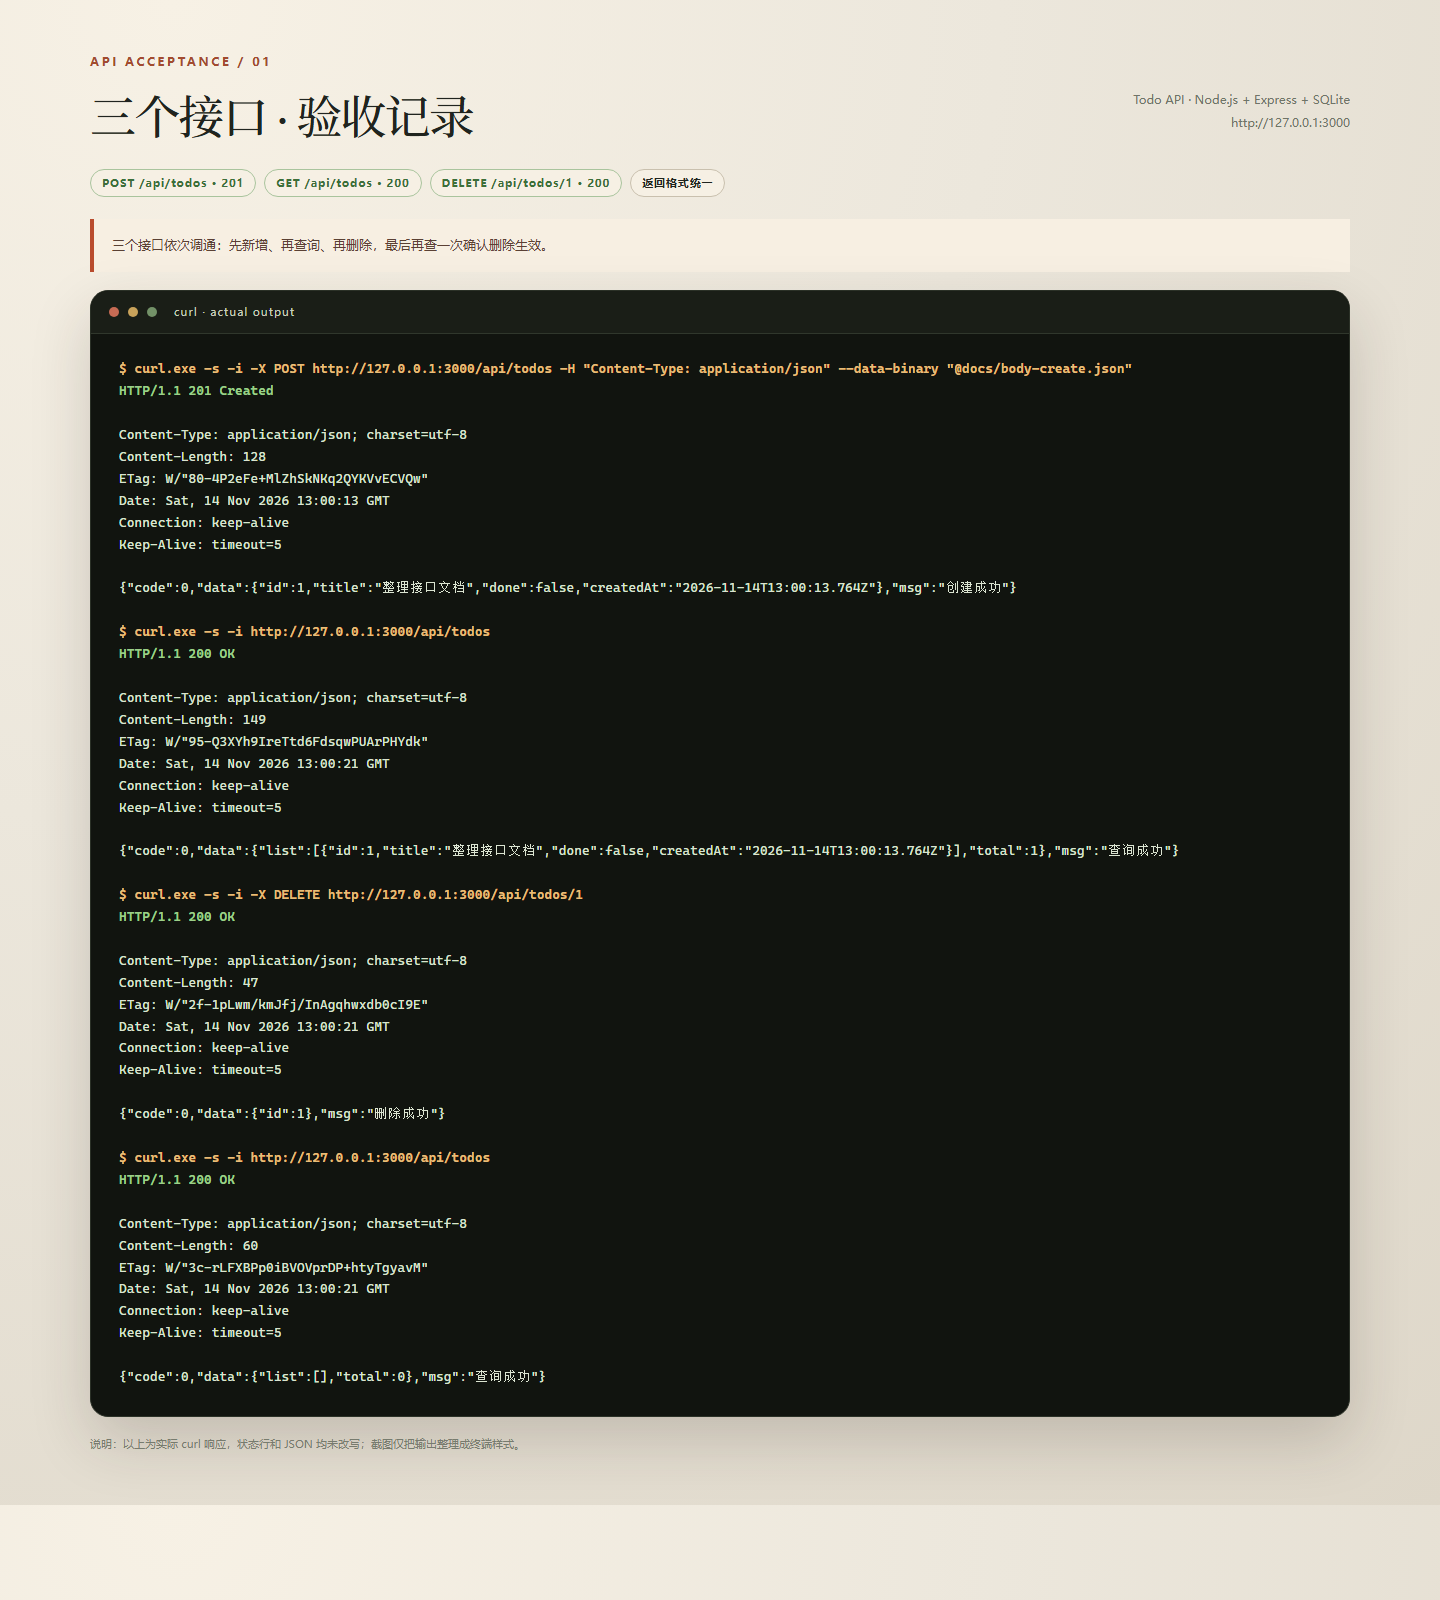 API ACCEPTANCE / 01
三个接口 · 验收记录
Todo API · Node.js + Express + SQLite
http://127.0.0.1:3000
POST /api/todos • 201
GET /api/todos • 200
DELETE /api/todos/1 • 200
返回格式统一
三个接口依次调通：先新增、再查询、再删除，最后再查一次确认删除生效。
curl · actual output
$ curl.exe -s -i -X POST http://127.0.0.1:3000/api/todos -H "Content-Type: application/json" --data-binary "@docs/body-create.json"
HTTP/1.1 201 Created
Content-Type: application/json; charset=utf-8
Content-Length: 128
ETag: W/"80-4P2eFe+MlZhSkNKq2QYKVvECVQw"
Date: Sat, 14 Nov 2026 13:00:13 GMT
Connection: keep-alive
Keep-Alive: timeout=5
{"code":0,"data":{"id":1,"title":"整理接口文档","done":false,"createdAt":"2026-11-14T13:00:13.764Z"},"msg":"创建成功"}
$ curl.exe -s -i http://127.0.0.1:3000/api/todos
HTTP/1.1 200 OK
Content-Type: application/json; charset=utf-8
Content-Length: 149
ETag: W/"95-Q3XYh9IreTtd6FdsqwPUArPHYdk"
Date: Sat, 14 Nov 2026 13:00:21 GMT
Connection: keep-alive
Keep-Alive: timeout=5
{"code":0,"data":{"list":[{"id":1,"title":"整理接口文档","done":false,"createdAt":"2026-11-14T13:00:13.764Z"}],"total":1},"msg":"查询成功"}
$ curl.exe -s -i -X DELETE http://127.0.0.1:3000/api/todos/1
HTTP/1.1 200 OK
Content-Type: application/json; charset=utf-8
Content-Length: 47
ETag: W/"2f-1pLwm/kmJfj/InAgqhwxdb0cI9E"
Date: Sat, 14 Nov 2026 13:00:21 GMT
Connection: keep-alive
Keep-Alive: timeout=5
{"code":0,"data":{"id":1},"msg":"删除成功"}
$ curl.exe -s -i http://127.0.0.1:3000/api/todos
HTTP/1.1 200 OK
Content-Type: application/json; charset=utf-8
Content-Length: 60
ETag: W/"3c-rLFXBPp0iBVOVprDP+htyTgyavM"
Date: Sat, 14 Nov 2026 13:00:21 GMT
Connection: keep-alive
Keep-Alive: timeout=5
{"code":0,"data":{"list":[],"total":0},"msg":"查询成功"}
说明：以上为实际 curl 响应，状态行和 JSON 均未改写；截图仅把输出整理成终端样式。